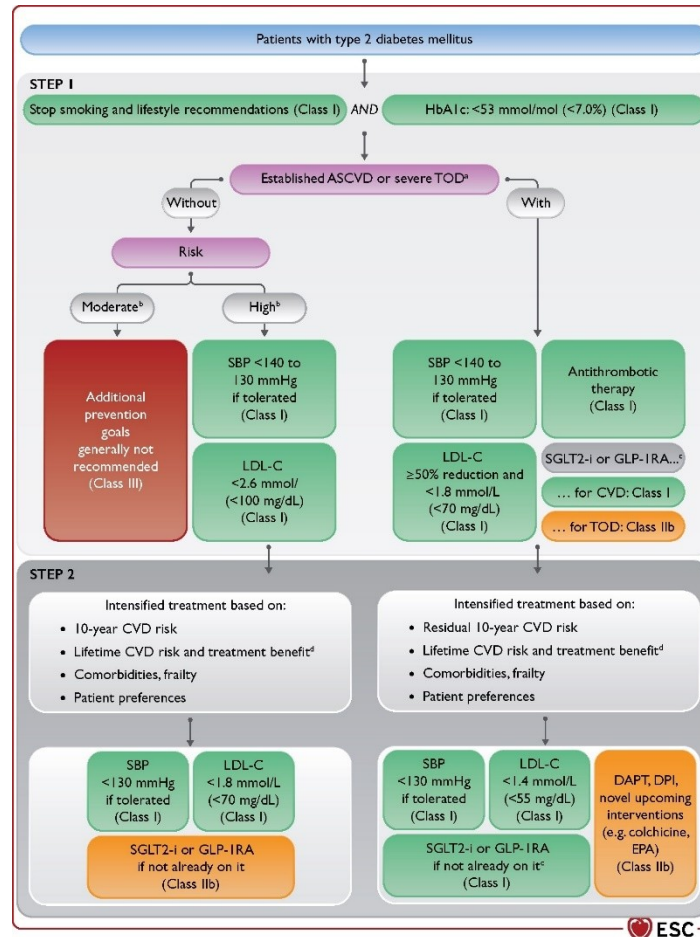 Patients with type 2 diabetes mellitus
STEP 1
Stop smoking and lifestyle recommendations (Class I)
AND
HbA1c: <53 mmol/mol (<7.0%) (Class I)
Established ASCVD or severe TODᵃ
Without
With
Risk
Moderateᵇ
Highᵇ
Additional
prevention
goals
generally not
recommended
(Class III)
SBP <140 to
130 mmHg
if tolerated
(Class I)
LDL-C
<2.6 mmol/
(<100 mg/dL)
(Class I)
SBP <140 to
130 mmHg
if tolerated
(Class I)
Antithrombotic
therapy
(Class I)
LDL-C
≥50% reduction and
<1.8 mmol/L
(<70 mg/dL)
(Class I)
SGLT2-i or GLP-1RA...ᶜ
... for CVD: Class I
... for TOD: Class IIb
STEP 2
Intensified treatment based on:
• 10-year CVD risk
• Lifetime CVD risk and treatment benefitᵈ
• Comorbidities, frailty
• Patient preferences
Intensified treatment based on:
• Residual 10-year CVD risk
• Lifetime CVD risk and treatment benefitᵈ
• Comorbidities, frailty
• Patient preferences
SBP
<130 mmHg
if tolerated
(Class I)
LDL-C
<1.8 mmol/L
(<70 mg/dL)
(Class I)
SGLT2-i or GLP-1RA
if not already on it
(Class IIb)
SBP
<130 mmHg
if tolerated
(Class I)
LDL-C
<1.4 mmol/L
(<55 mg/dL)
(Class I)
SGLT2-i or GLP-1RA
if not already on itᶜ
(Class I)
DAPT, DPI,
novel upcoming
interventions
(e.g. colchicine,
EPA)
(Class IIb)
ESC